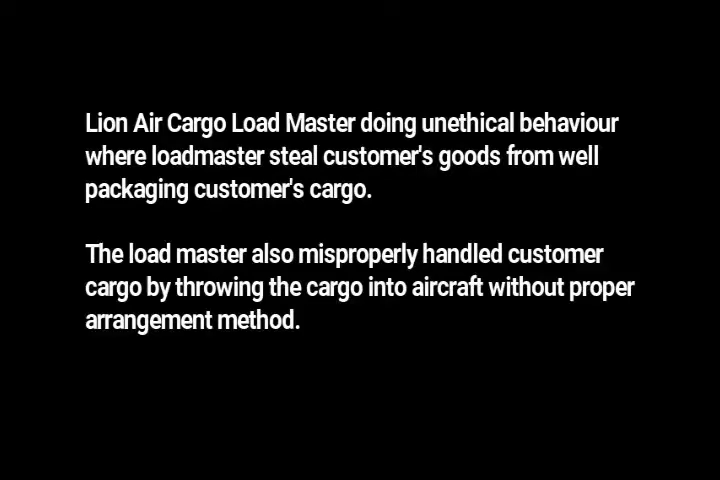 Lion Air Cargo Load Master doing unethical behaviour
where loadmaster steal customer's goods from well
packaging customer's cargo.
The load master also misproperly handled customer
cargo by throwing the cargo into aircraft without proper
arrangement method.